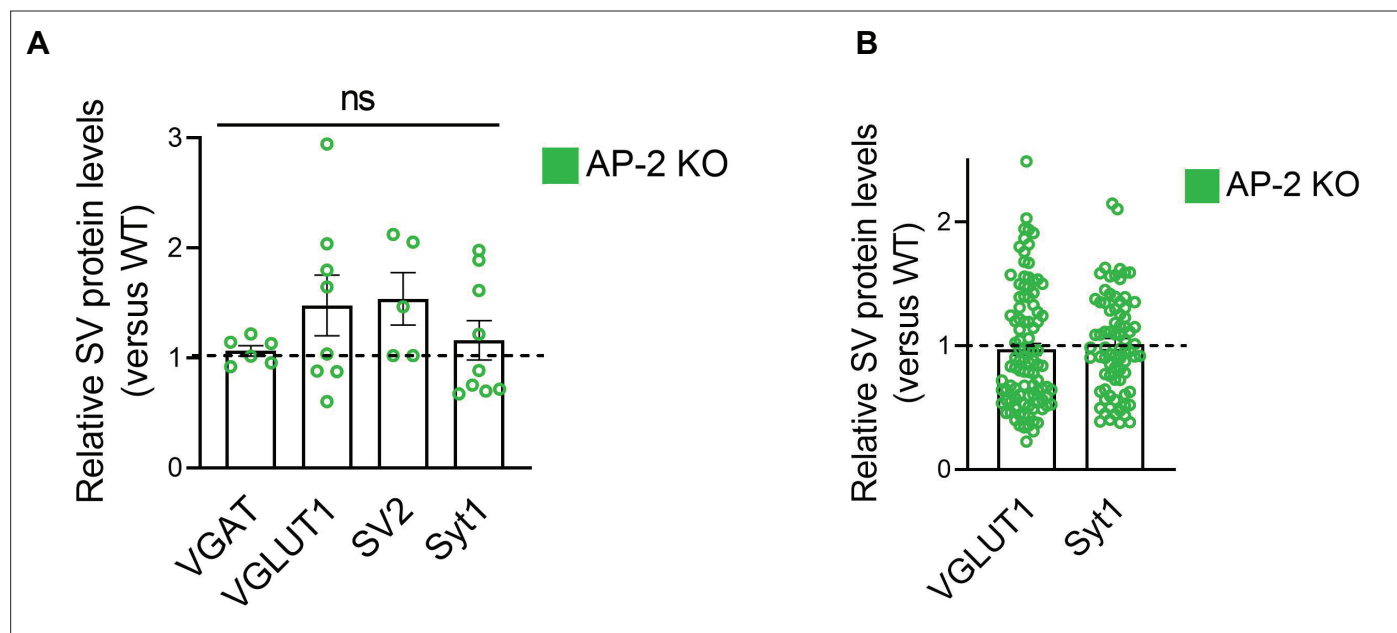 A
Relative SV protein levels
(versus WT)
ns
3
2
1
0
VGAT
VGLUT1
SV2
Syt1
AP-2 KO
B
Relative SV protein levels
(versus WT)
2
1
0
VGLUT1
Syt1
AP-2 KO